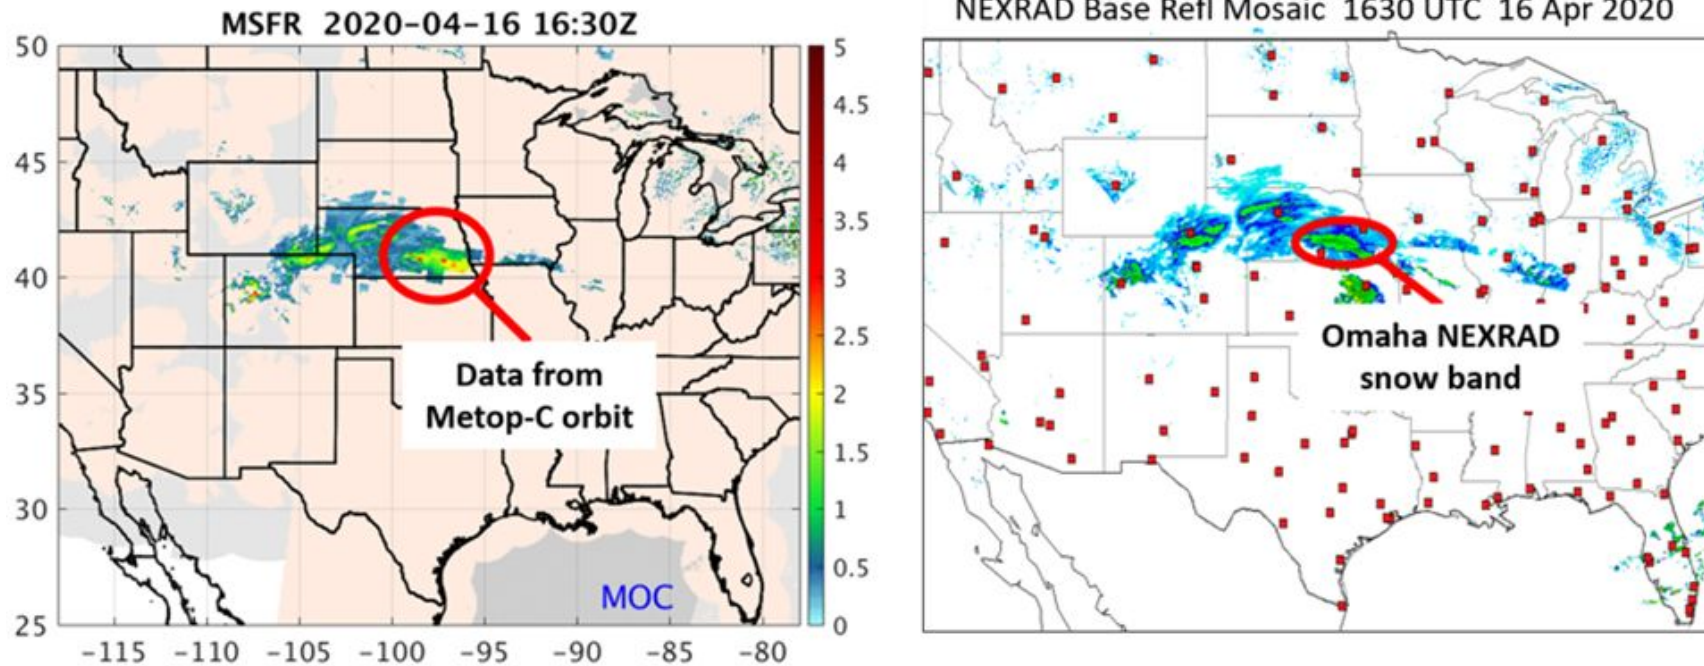 MSFR 2020-04-16 16:30Z
50
45
40
35
30
25
−115 −110 −105 −100 −95 −90 −85 −80
5
4.5
4
3.5
3
2.5
2
1.5
1
0.5
0
Data from
Metop-C orbit
MOC
NEXRAD Base Refl Mosaic 1630 UTC 16 Apr 2020
Omaha NEXRAD
snow band